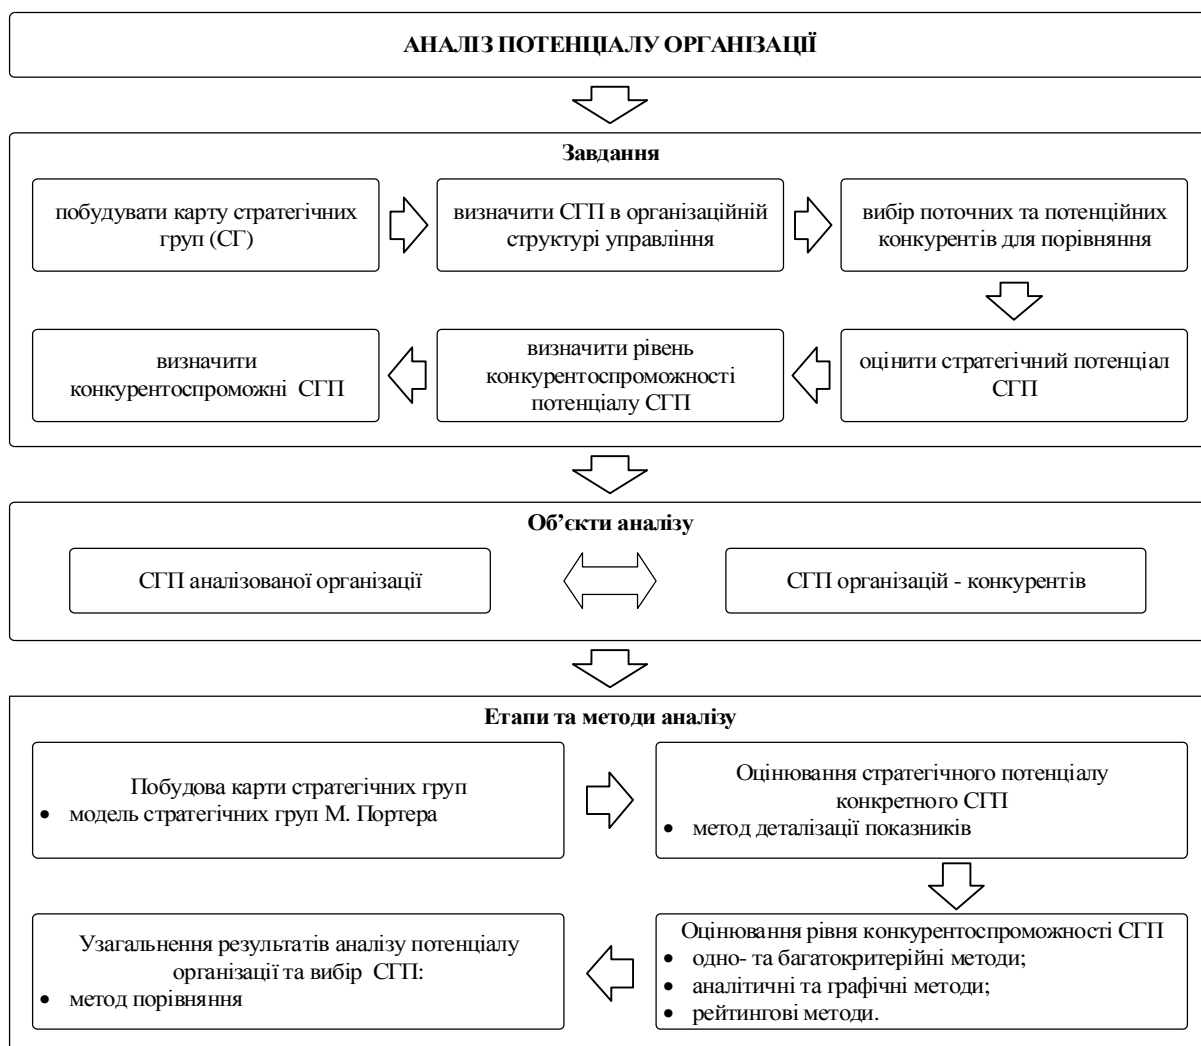 АНАЛІЗ ПОТЕНЦІАЛУ ОРГАНІЗАЦІЇ
Завдання
побудувати карту стратегічних
груп (СГ)
визначити СГП в організаційній
структурі управління
вибір поточних та потенційних
конкурентів для порівняння
оцінити стратегічний потенціал
СГП
визначити рівень
конкурентоспроможності
потенціалу СГП
визначити
конкурентоспроможні СГП
Об’єкти аналізу
СГП аналізованої організації
СГП організацій - конкурентів
Етапи та методи аналізу
Побудова карти стратегічних груп
• модель стратегічних груп М. Портера
Оцінювання стратегічного потенціалу
конкретного СГП
• метод деталізації показників
Оцінювання рівня конкурентоспроможності СГП
• одно- та багатокритерійні методи;
• аналітичні та графічні методи;
• рейтингові методи.
Узагальнення результатів аналізу потенціалу
організації та вибір СГП:
• метод порівняння